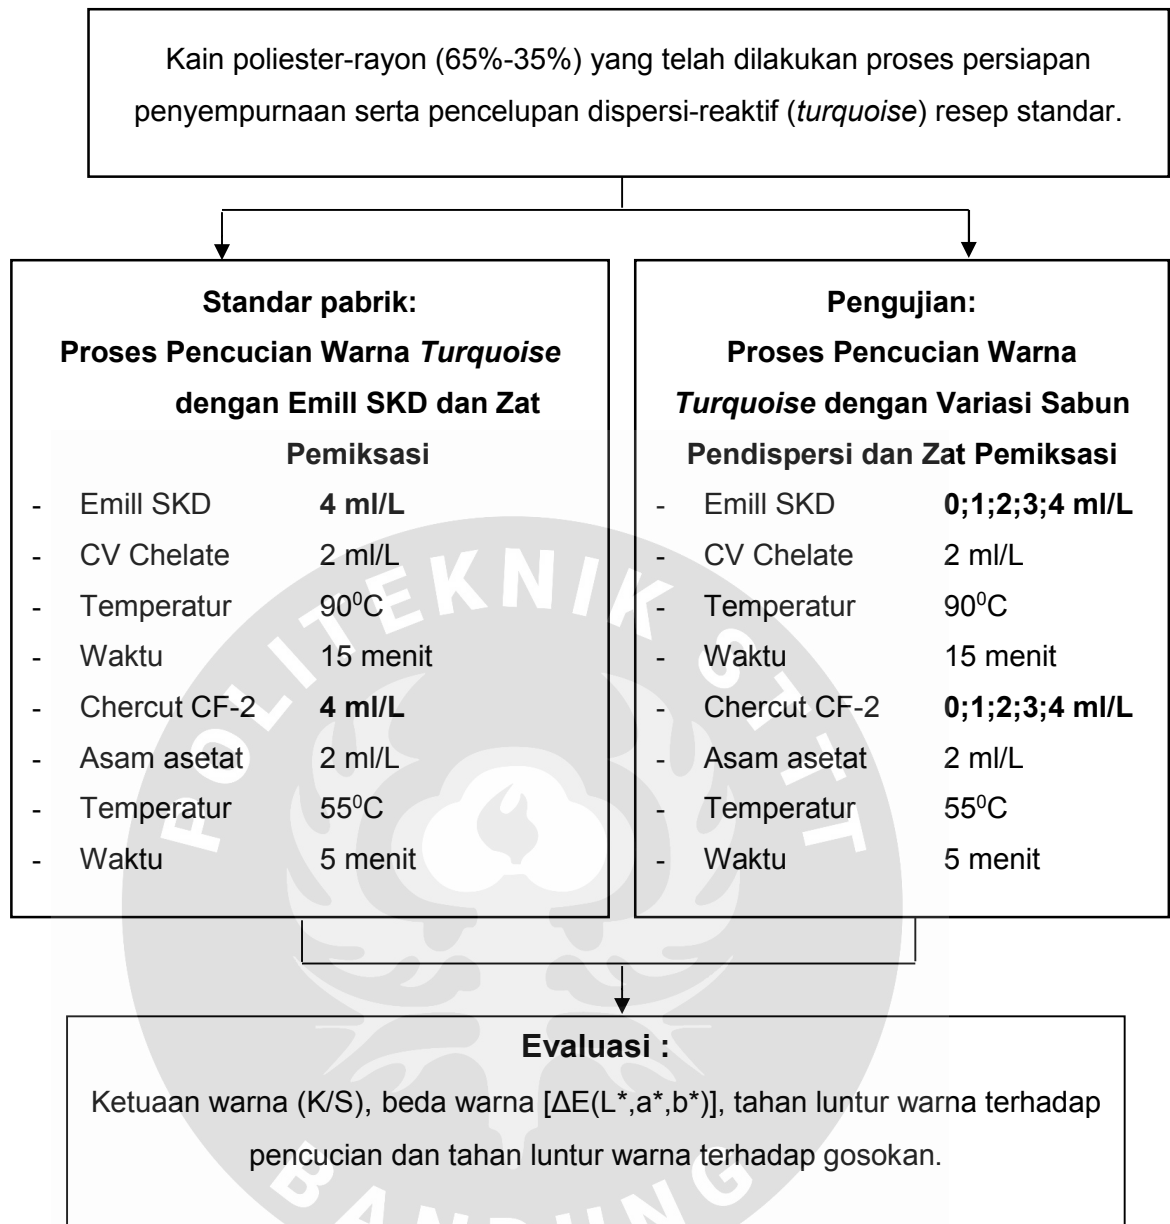 Kain poliester-rayon (65%-35%) yang telah dilakukan proses persiapan
penyempurnaan serta pencelupan dispersi-reaktif (turquoise) resep standar.
Standar pabrik:
Proses Pencucian Warna Turquoise
dengan Emill SKD dan Zat
Pemiksasi
- Emill SKD 4 ml/L
- CV Chelate 2 ml/L
- Temperatur 90⁰C
- Waktu 15 menit
- Chercut CF-2 4 ml/L
- Asam asetat 2 ml/L
- Temperatur 55⁰C
- Waktu 5 menit
Pengujian:
Proses Pencucian Warna
Turquoise dengan Variasi Sabun
Pendispersi dan Zat Pemiksasi
- Emill SKD 0;1;2;3;4 ml/L
- CV Chelate 2 ml/L
- Temperatur 90⁰C
- Waktu 15 menit
- Chercut CF-2 0;1;2;3;4 ml/L
- Asam asetat 2 ml/L
- Temperatur 55⁰C
- Waktu 5 menit
Evaluasi :
Ketuaan warna (K/S), beda warna [ΔE(L*,a*,b*)], tahan luntur warna terhadap
pencucian dan tahan luntur warna terhadap gosokan.
POLITEKNIK STTT
BANDUNG